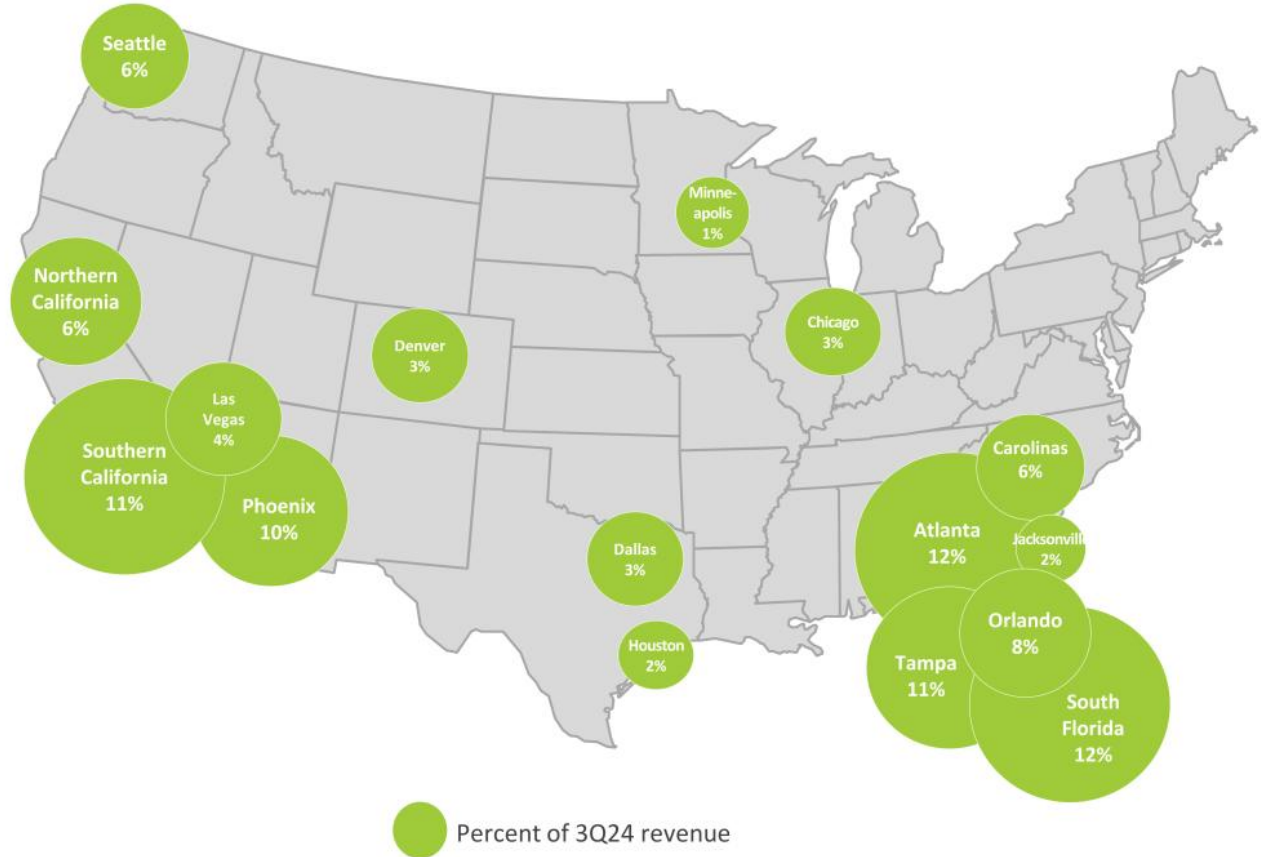 Seattle
6%
Minne-
apolis
1%
Northern
California
6%
Chicago
3%
Denver
3%
Las
Vegas
4%
Southern
California
11%
Phoenix
10%
Carolinas
6%
Atlanta
12%
Jacksonville
2%
Dallas
3%
Houston
2%
Orlando
8%
Tampa
11%
South
Florida
12%
Percent of 3Q24 revenue